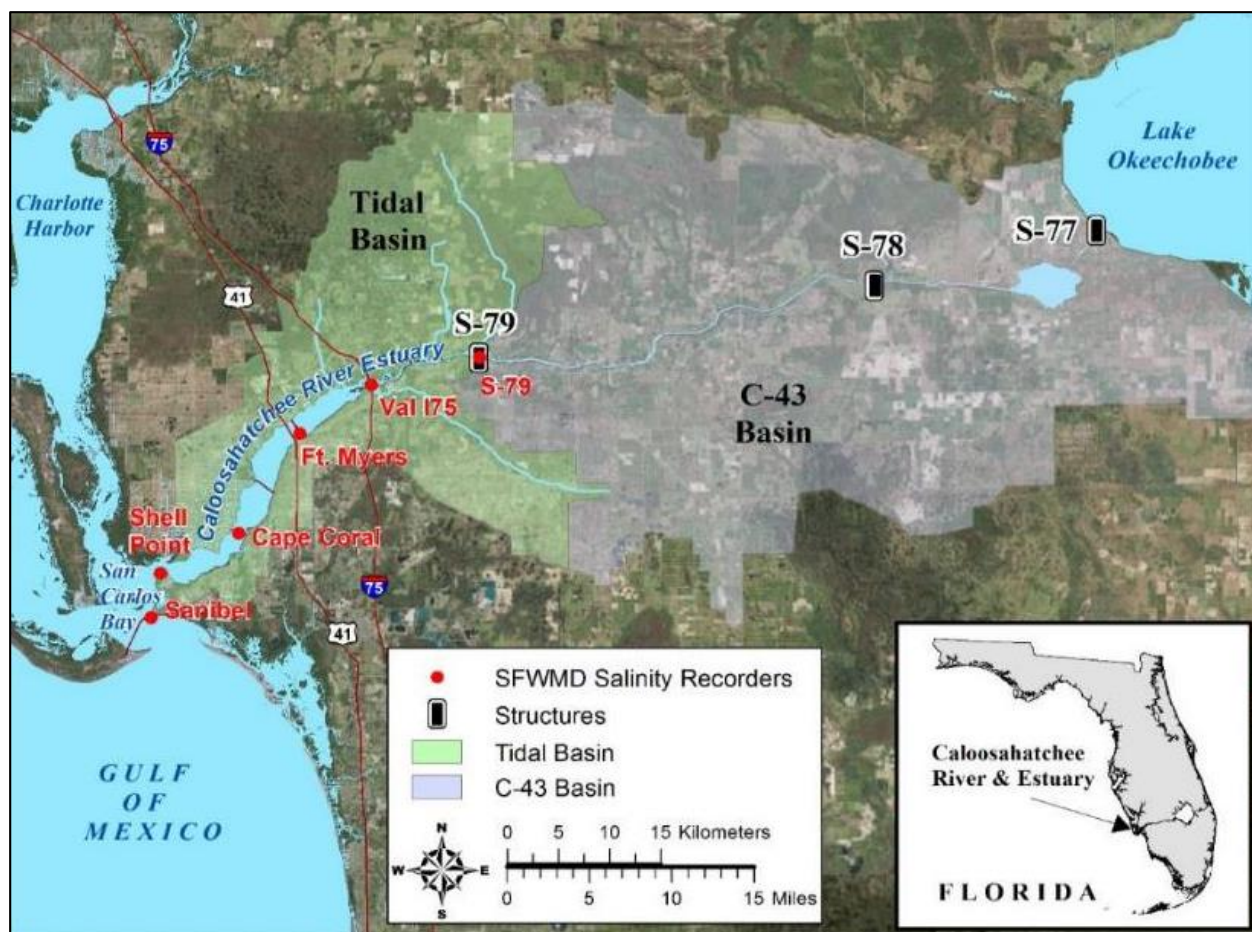 Lake
Okeechobee
75
Charlotte
Harbor
Tidal
Basin
S-77
S-78
41
S-79
S-79
Caloosahatchee River Estuary
Val I75
C-43
Basin
Ft. Myers
Shell
Point
Cape Coral
San
Carlos
Bay
Sanibel
75
41
GULF
OF
MEXICO
SFWMD Salinity Recorders
Structures
Tidal Basin
C-43 Basin
N
W E
S
0 5 10 15 Kilometers
0 5 10 15 Miles
Caloosahatchee
River & Estuary
FLORIDA